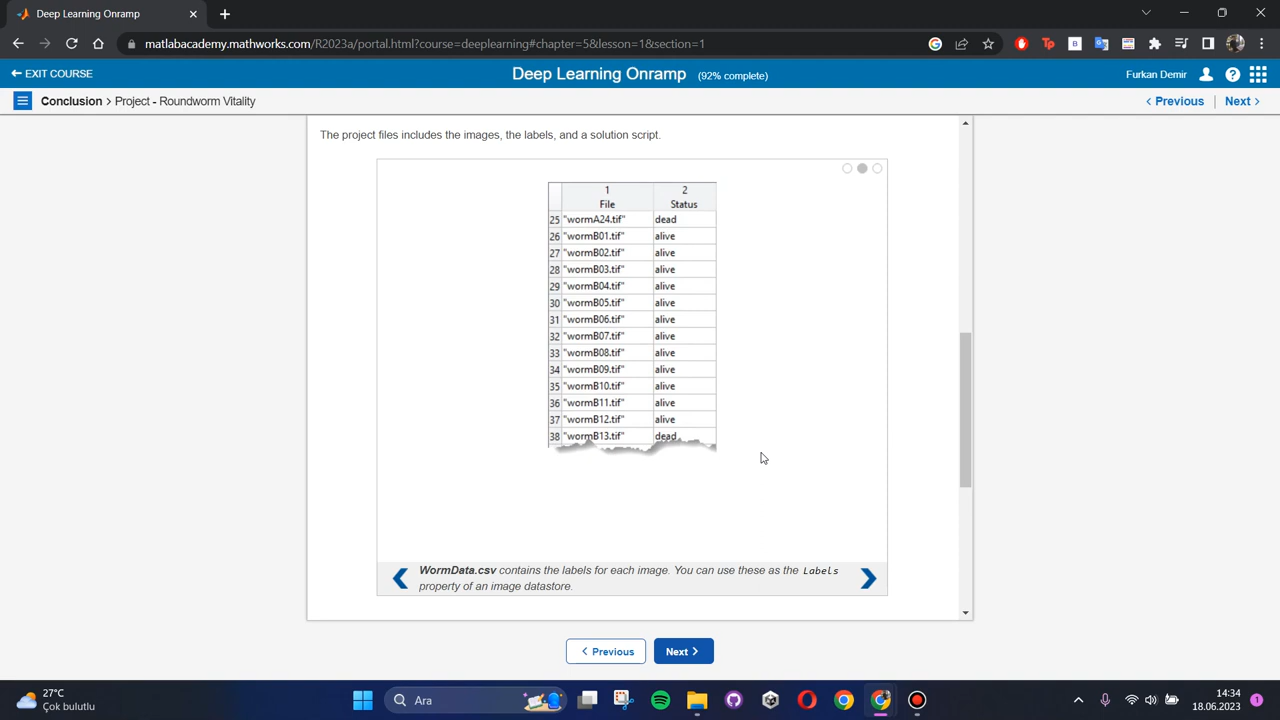 Deep Learning Onramp
matlabacademy.mathworks.com/R2023a/portal.html?course=deeplearning#chapter=5&lesson=1&section=1
EXIT COURSE
Deep Learning Onramp (92% complete)
Furkan Demir
Conclusion > Project - Roundworm Vitality
Previous
Next
The project files includes the images, the labels, and a solution script.
1 2
File Status
25 "wormA24.tif" dead
26 "wormB01.tif" alive
27 "wormB02.tif" alive
28 "wormB03.tif" alive
29 "wormB04.tif" alive
30 "wormB05.tif" alive
31 "wormB06.tif" alive
32 "wormB07.tif" alive
33 "wormB08.tif" alive
34 "wormB09.tif" alive
35 "wormB10.tif" alive
36 "wormB11.tif" alive
37 "wormB12.tif" alive
38 "wormB13.tif" dead
WormData.csv contains the labels for each image. You can use these as the Labels
property of an image datastore.
Previous
Next
27°C
Çok bulutlu
Ara
14:34
18.06.2023
1